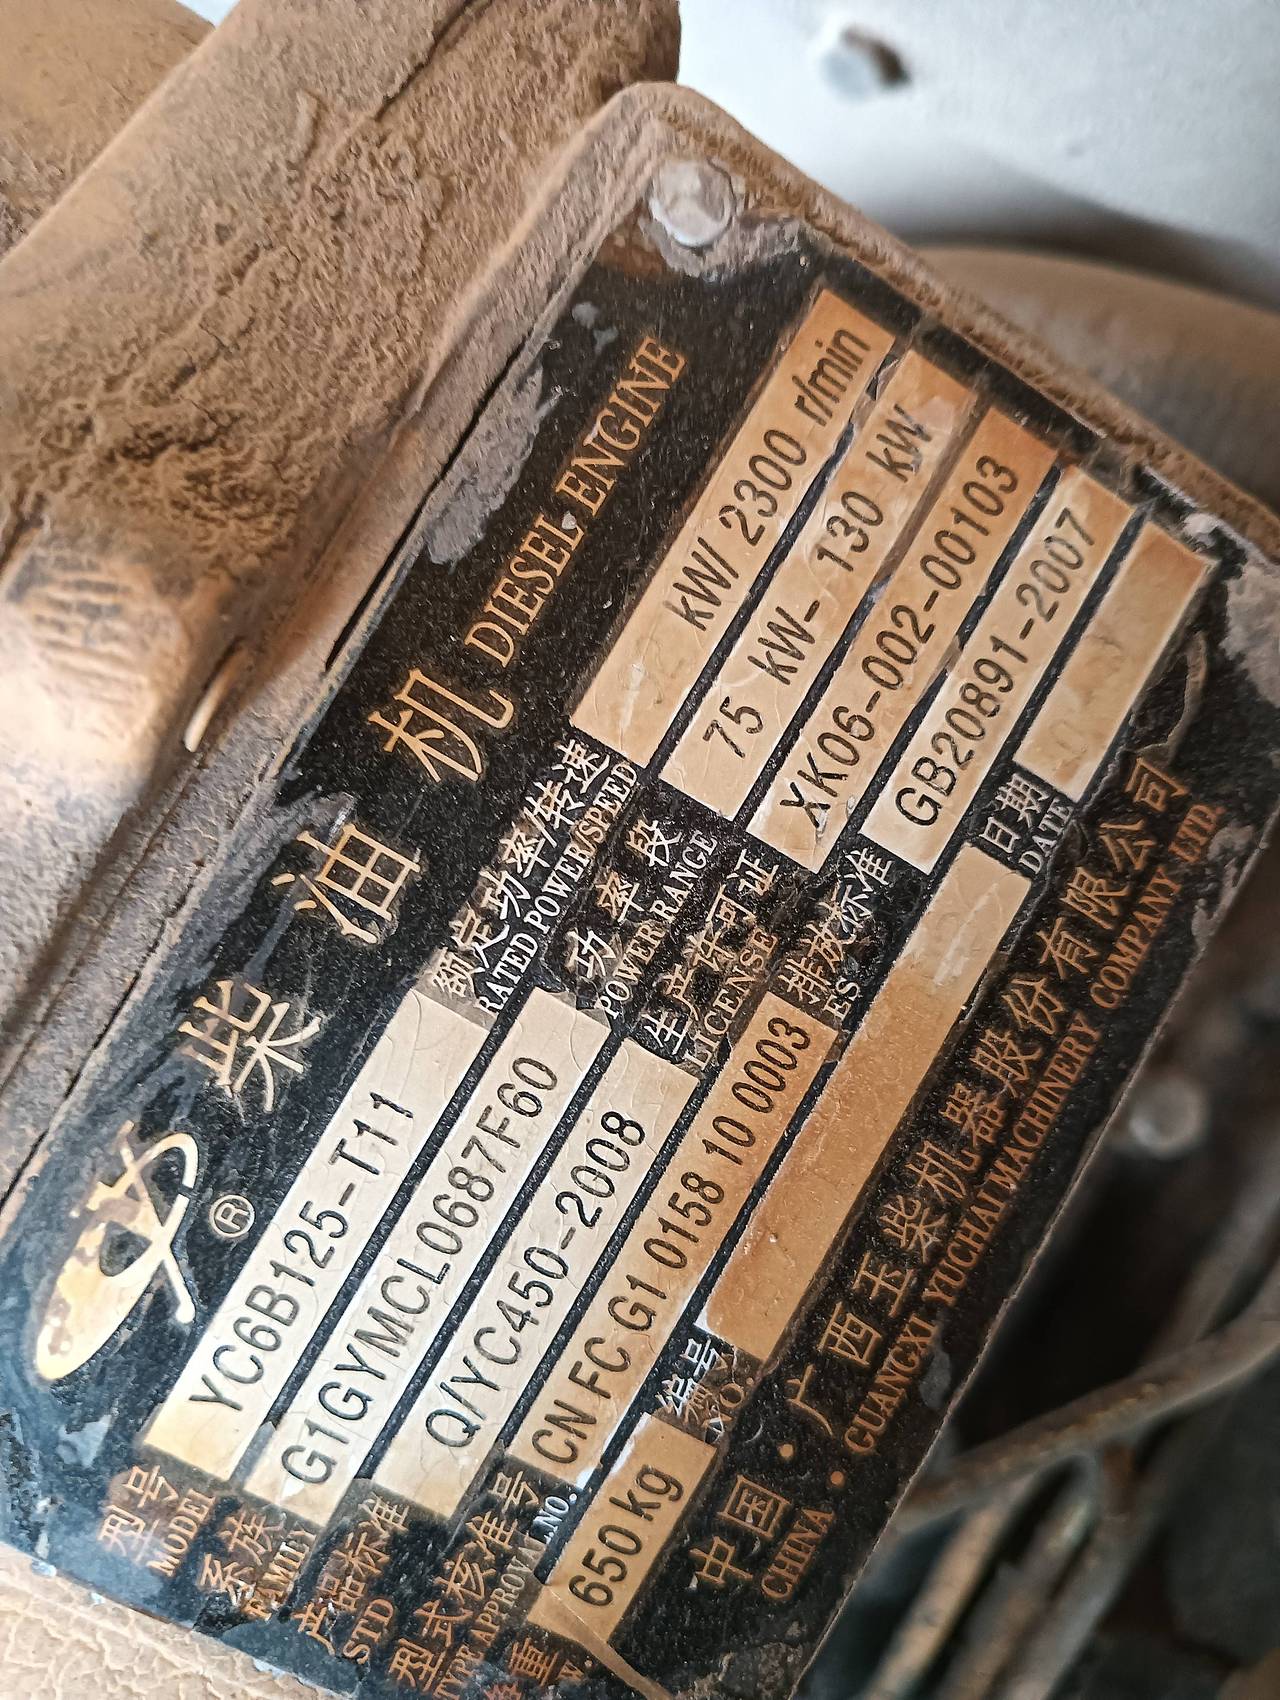 ® 柴油机 DIESEL ENGINE
型号 MODEL YC6B125-T11 额定功率/转速 RATED POWER/SPEED kW/ 2300 r/min
系族 FAMILY G1GYMCL0687F60 功率段 POWER RANGE 75 kW- 130 kW
产品标准 STD Q/YC450-2008 生产许可证 LICENSE XK06-002-00103
型式核准号 TYPE APPROVAL NO. CN FC G1 0158 10 0003 排放标准 ES GB20891-2007
重 W. 650kg 编号 NO. 日期 DATE
中国·广西玉柴机器股份有限公司
CHINA · GUANGXI YUCHAI MACHINERY COMPANY LTD.